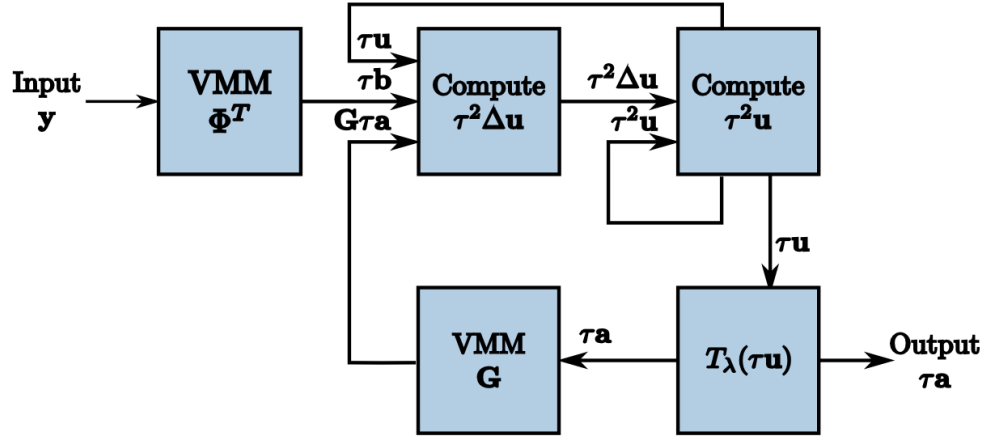 Input
y
VMM
Φ^T
τu
τb
Gτa
Compute
τ²Δu
τ²Δu
τ²u
Compute
τ²u
τu
VMM
G
τa
T_λ(τu)
Output
τa